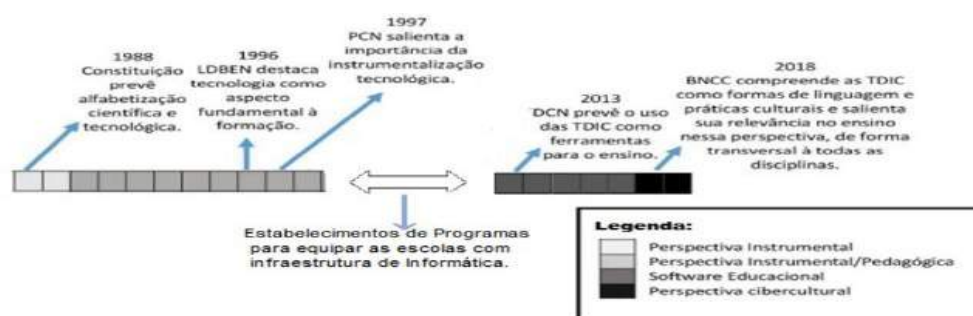 1988
Constituição
prevê
alfabetização
científica e
tecnológica.
1996
LDBEN destaca
tecnologia como
aspecto
fundamental à
formação.
1997
PCN salienta a
importância da
instrumentalização
tecnológica.
Estabelecimentos de Programas
para equipar as escolas com
infraestrutura de Informática.
2013
DCN prevê o uso
das TDIC como
ferramentas
para o ensino.
2018
BNCC compreende as TDIC
como formas de linguagem e
práticas culturais e salienta
sua relevância no ensino
nessa perspectiva, de forma
transversal à todas as
disciplinas.
Legenda:
Perspectiva Instrumental
Perspectiva Instrumental/Pedagógica
Software Educacional
Perspectiva cibercultural